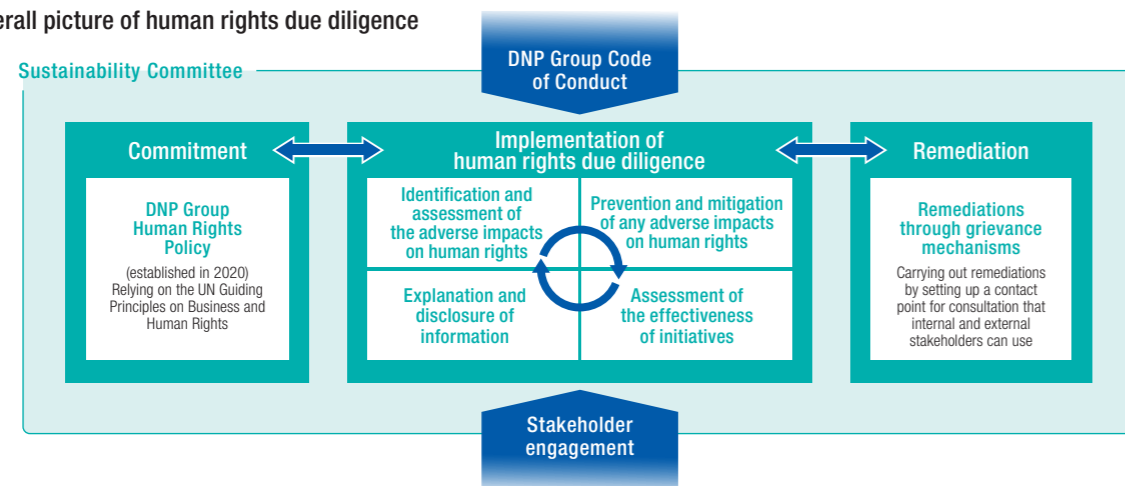 erall picture of human rights due diligence
DNP Group Code
of Conduct
Sustainability Committee
Commitment
DNP Group
Human Rights
Policy
(established in 2020)
Relying on the UN Guiding
Principles on Business and
Human Rights
Implementation of
human rights due diligence
Identification and
assessment of
the adverse impacts
on human rights
Prevention and mitigation
of any adverse impacts
on human rights
Explanation and
disclosure of
information
Assessment of
the effectiveness
of initiatives
Remediation
Remediations
through grievance
mechanisms
Carrying out remediations
by setting up a contact
point for consultation that
internal and external
stakeholders can use
Stakeholder
engagement